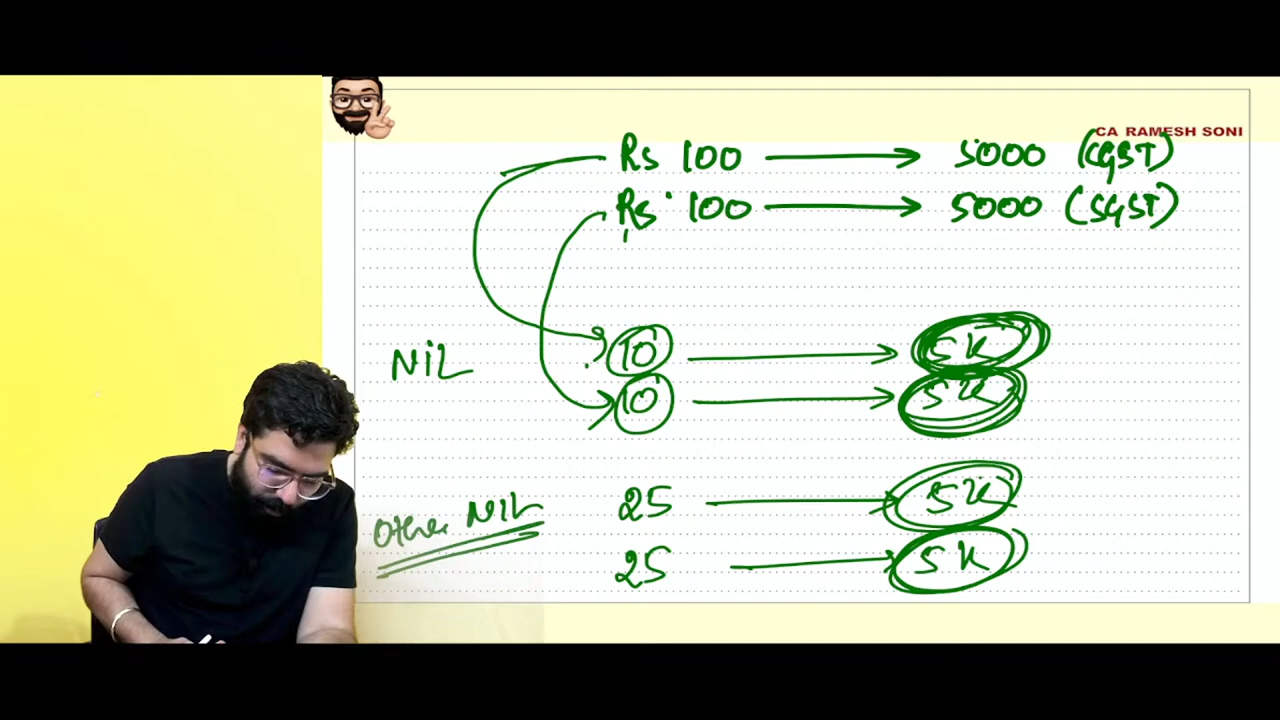 CA RAMESH SONI
Rs 100 → 5000 (CGST)
Rs 100 → 5000 (SGST)
NIL
10 → 5K
10 → 5K
Other NIL
25 → 5K
25 → 5K